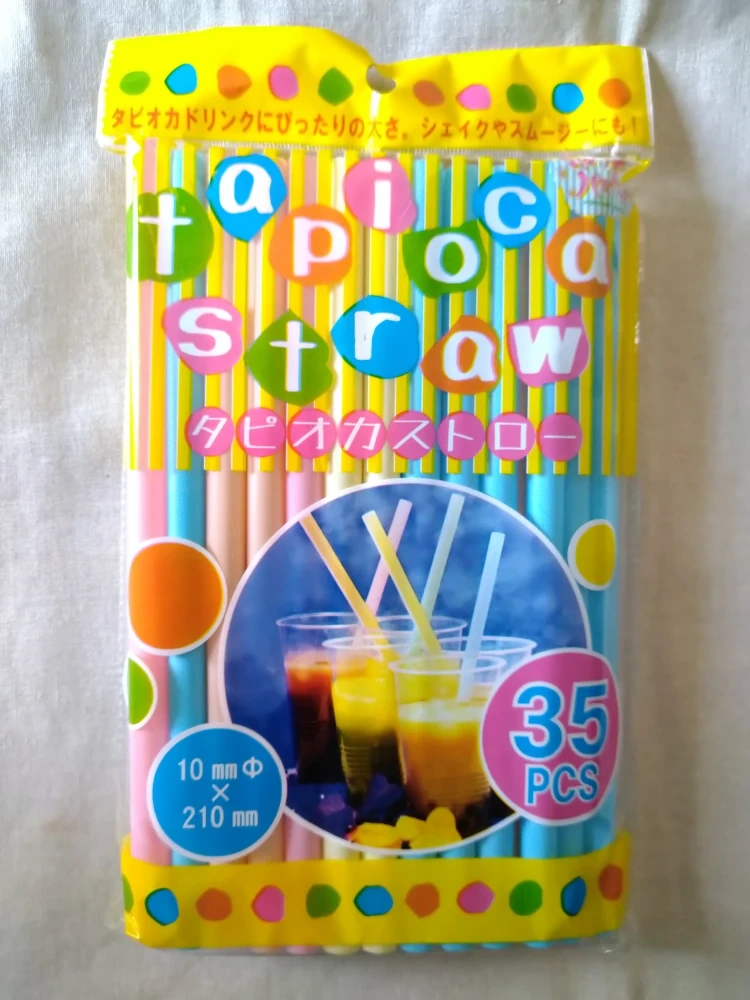 タピオカドリンクにぴったりの太さ。シェイクやスムージーにも!
tapioca
straw
タピオカストロー
35
PCS
10 mmΦ
×
210 mm